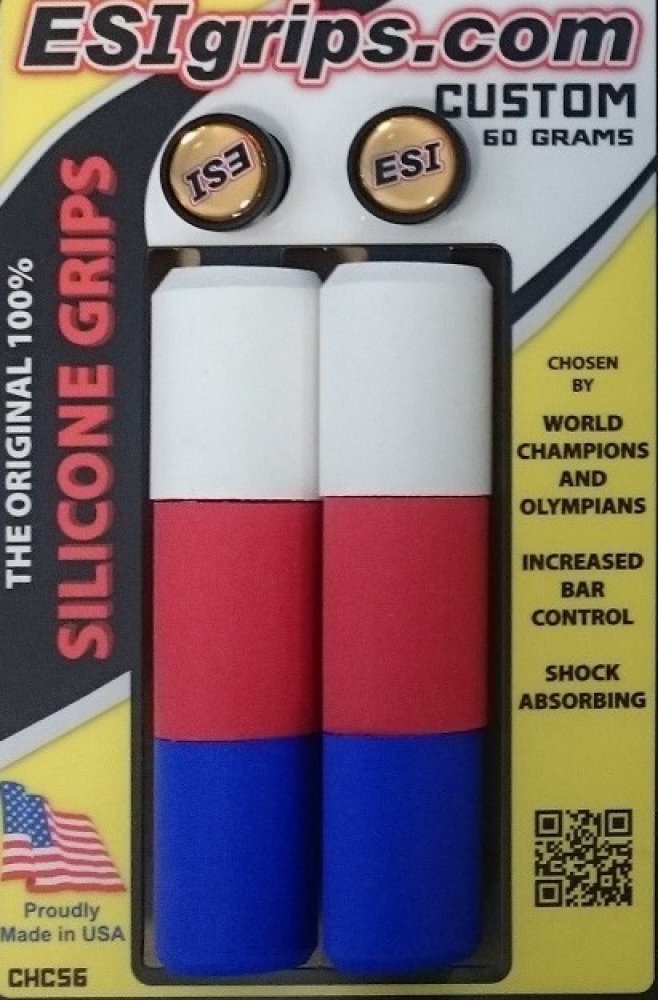 ESIgrips.com
CUSTOM
60 GRAMS
ESI
ESI
THE ORIGINAL 100%
SILICONE GRIPS
CHOSEN
BY
WORLD
CHAMPIONS
AND
OLYMPIANS
INCREASED
BAR
CONTROL
SHOCK
ABSORBING
Proudly
Made in USA
CHC56